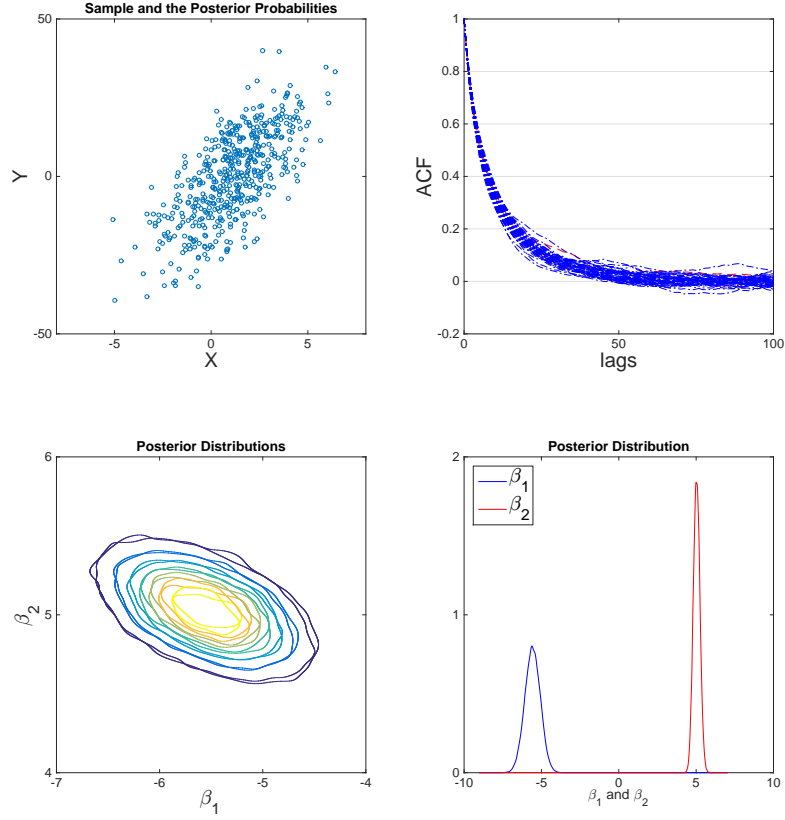 Sample and the Posterior Probabilities
50
0
-50
Y
-5
0
5
X
1
0.8
0.6
0.4
0.2
0
-0.2
ACF
0
50
100
lags
Posterior Distributions
6
5
4
β2
-7
-6
-5
-4
β1
Posterior Distribution
2
1
0
β1
β2
-10
-5
0
5
10
β1 and β2